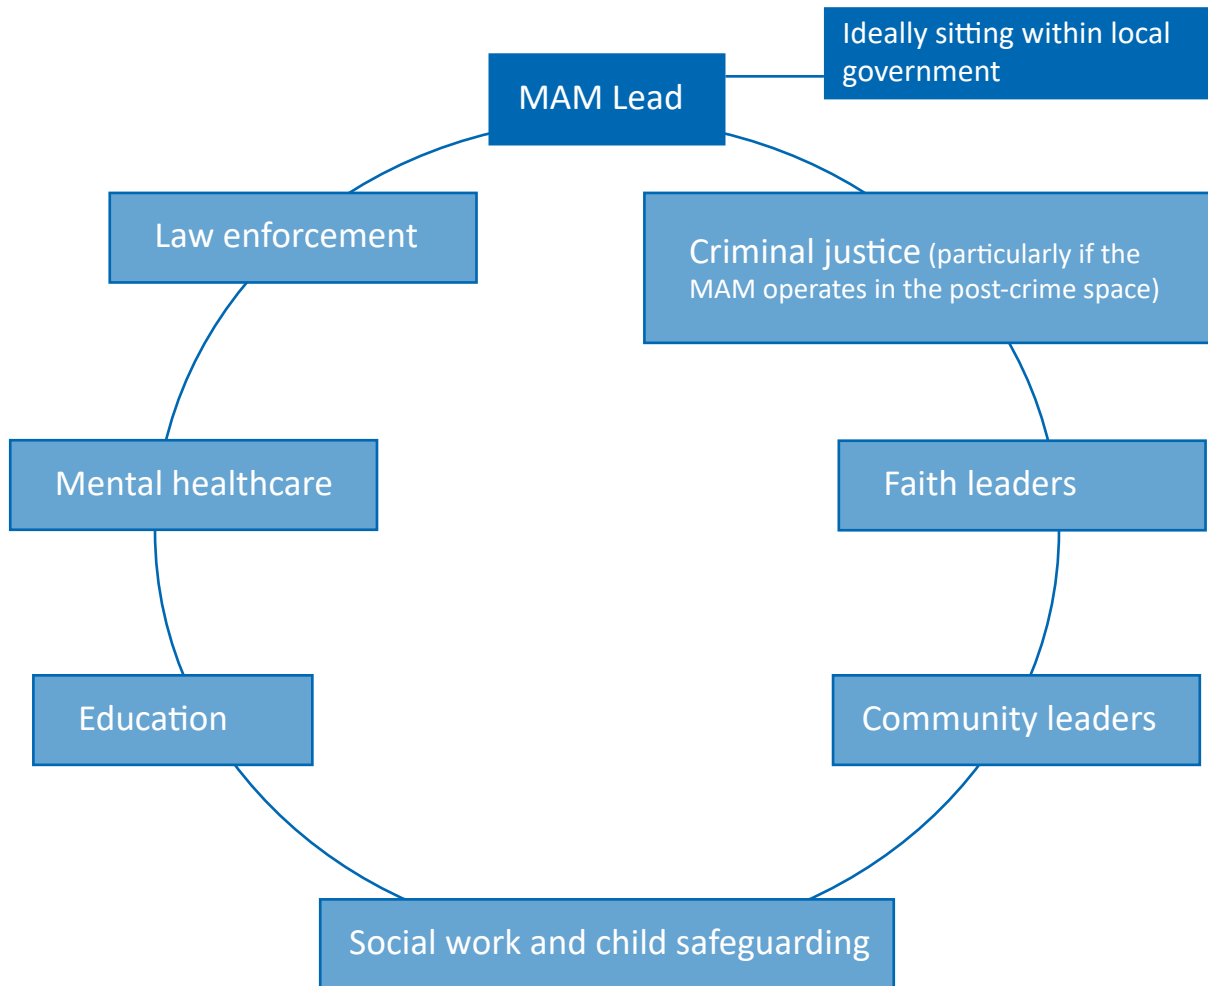 Ideally sitting within local
government
MAM Lead
Law enforcement
Criminal justice (particularly if the
MAM operates in the post-crime space)
Mental healthcare
Faith leaders
Education
Community leaders
Social work and child safeguarding